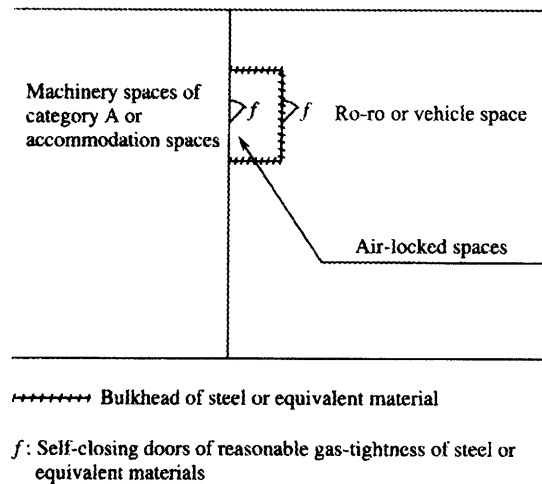 Machinery spaces of
category A or
accommodation spaces
f
f
Ro-ro or vehicle space
Air-locked spaces
Bulkhead of steel or equivalent material
f : Self-closing doors of reasonable gas-tightness of steel or
equivalent materials